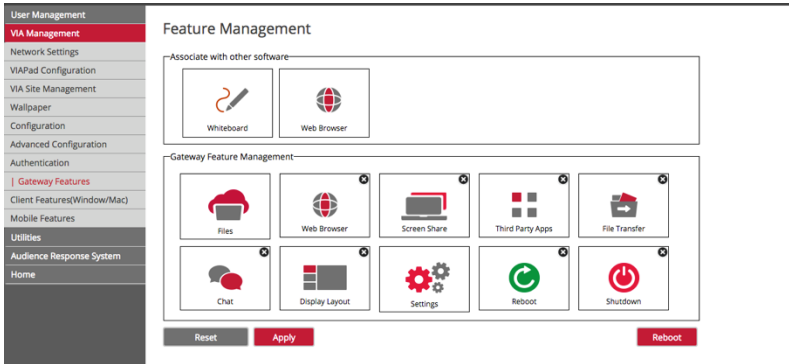 User Management
VIA Management
Network Settings
VIAPad Configuration
VIA Site Management
Wallpaper
Configuration
Advanced Configuration
Authentication
| Gateway Features
Client Features(Window/Mac)
Mobile Features
Utilities
Audience Response System
Home
Feature Management
Associate with other software
Whiteboard
Web Browser
Gateway Feature Management
Files
Web Browser
Screen Share
Third Party Apps
File Transfer
Chat
Display Layout
Settings
Reboot
Shutdown
Reset
Apply
Reboot